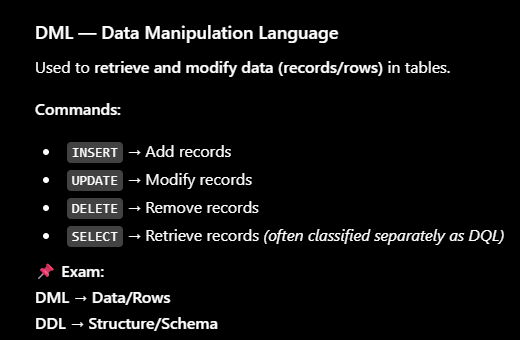 DML — Data Manipulation Language
Used to retrieve and modify data (records/rows) in tables.
Commands:
• INSERT → Add records
• UPDATE → Modify records
• DELETE → Remove records
• SELECT → Retrieve records (often classified separately as DQL)
📌 Exam:
DML → Data/Rows
DDL → Structure/Schema